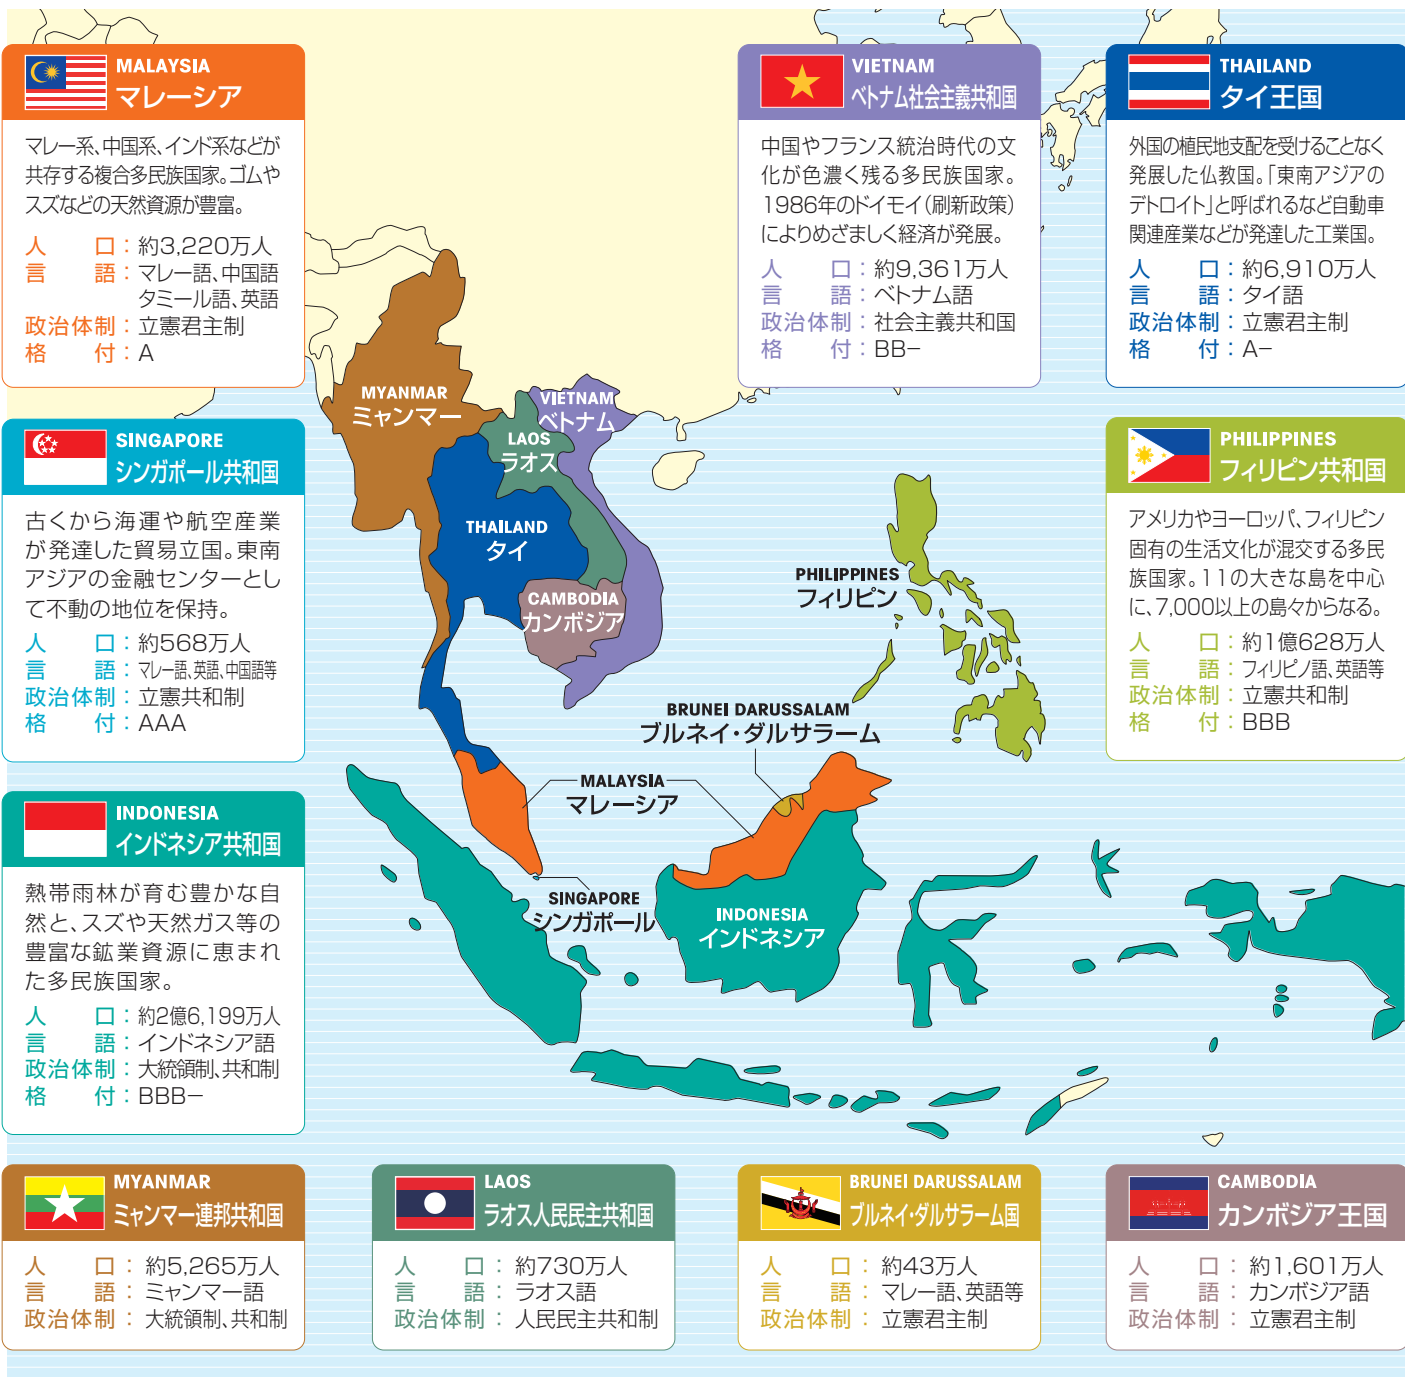 MALAYSIA
マレーシア
マレー系、中国系、インド系などが
共存する複合多民族国家。ゴムや
スズなどの天然資源が豊富。
人口：約3,220万人
言語：マレー語、中国語
タミール語、英語
政治体制：立憲君主制
格付：A
VIETNAM
ベトナム社会主義共和国
中国やフランス統治時代の文
化が色濃く残る多民族国家。
1986年のドイモイ（刷新政策）
によりめざましく経済が発展。
人口：約9,361万人
言語：ベトナム語
政治体制：社会主義共和国
格付：BB−
THAILAND
タイ王国
外国の植民地支配を受けることなく
発展した仏教国。「東南アジアの
デトロイト」と呼ばれるなど自動車
関連産業などが発達した工業国。
人口：約6,910万人
言語：タイ語
政治体制：立憲君主制
格付：A−
SINGAPORE
シンガポール共和国
古くから海運や航空産業
が発達した貿易立国。東南
アジアの金融センターとし
て不動の地位を保持。
人口：約568万人
言語：マレー語、英語、中国語等
政治体制：立憲共和制
格付：AAA
PHILIPPINES
フィリピン共和国
アメリカやヨーロッパ、フィリピン
固有の生活文化が混交する多民
族国家。11の大きな島を中心
に、7,000以上の島々からなる。
人口：約1億628万人
言語：フィリピノ語、英語等
政治体制：立憲共和制
格付：BBB
INDONESIA
インドネシア共和国
熱帯雨林が育む豊かな自
然と、スズや天然ガス等の
豊富な鉱業資源に恵まれ
た多民族国家。
人口：約2億6,199万人
言語：インドネシア語
政治体制：大統領制、共和制
格付：BBB−
MYANMAR
ミャンマー
VIETNAM
ベトナム
LAOS
ラオス
THAILAND
タイ
CAMBODIA
カンボジア
PHILIPPINES
フィリピン
BRUNEI DARUSSALAM
ブルネイ・ダルサラーム
MALAYSIA
マレーシア
SINGAPORE
シンガポール
INDONESIA
インドネシア
MYANMAR
ミャンマー連邦共和国
人口：約5,265万人
言語：ミャンマー語
政治体制：大統領制、共和制
LAOS
ラオス人民民主共和国
人口：約730万人
言語：ラオス語
政治体制：人民民主共和制
BRUNEI DARUSSALAM
ブルネイ・ダルサラーム国
人口：約43万人
言語：マレー語、英語等
政治体制：立憲君主制
CAMBODIA
カンボジア王国
人口：約1,601万人
言語：カンボジア語
政治体制：立憲君主制